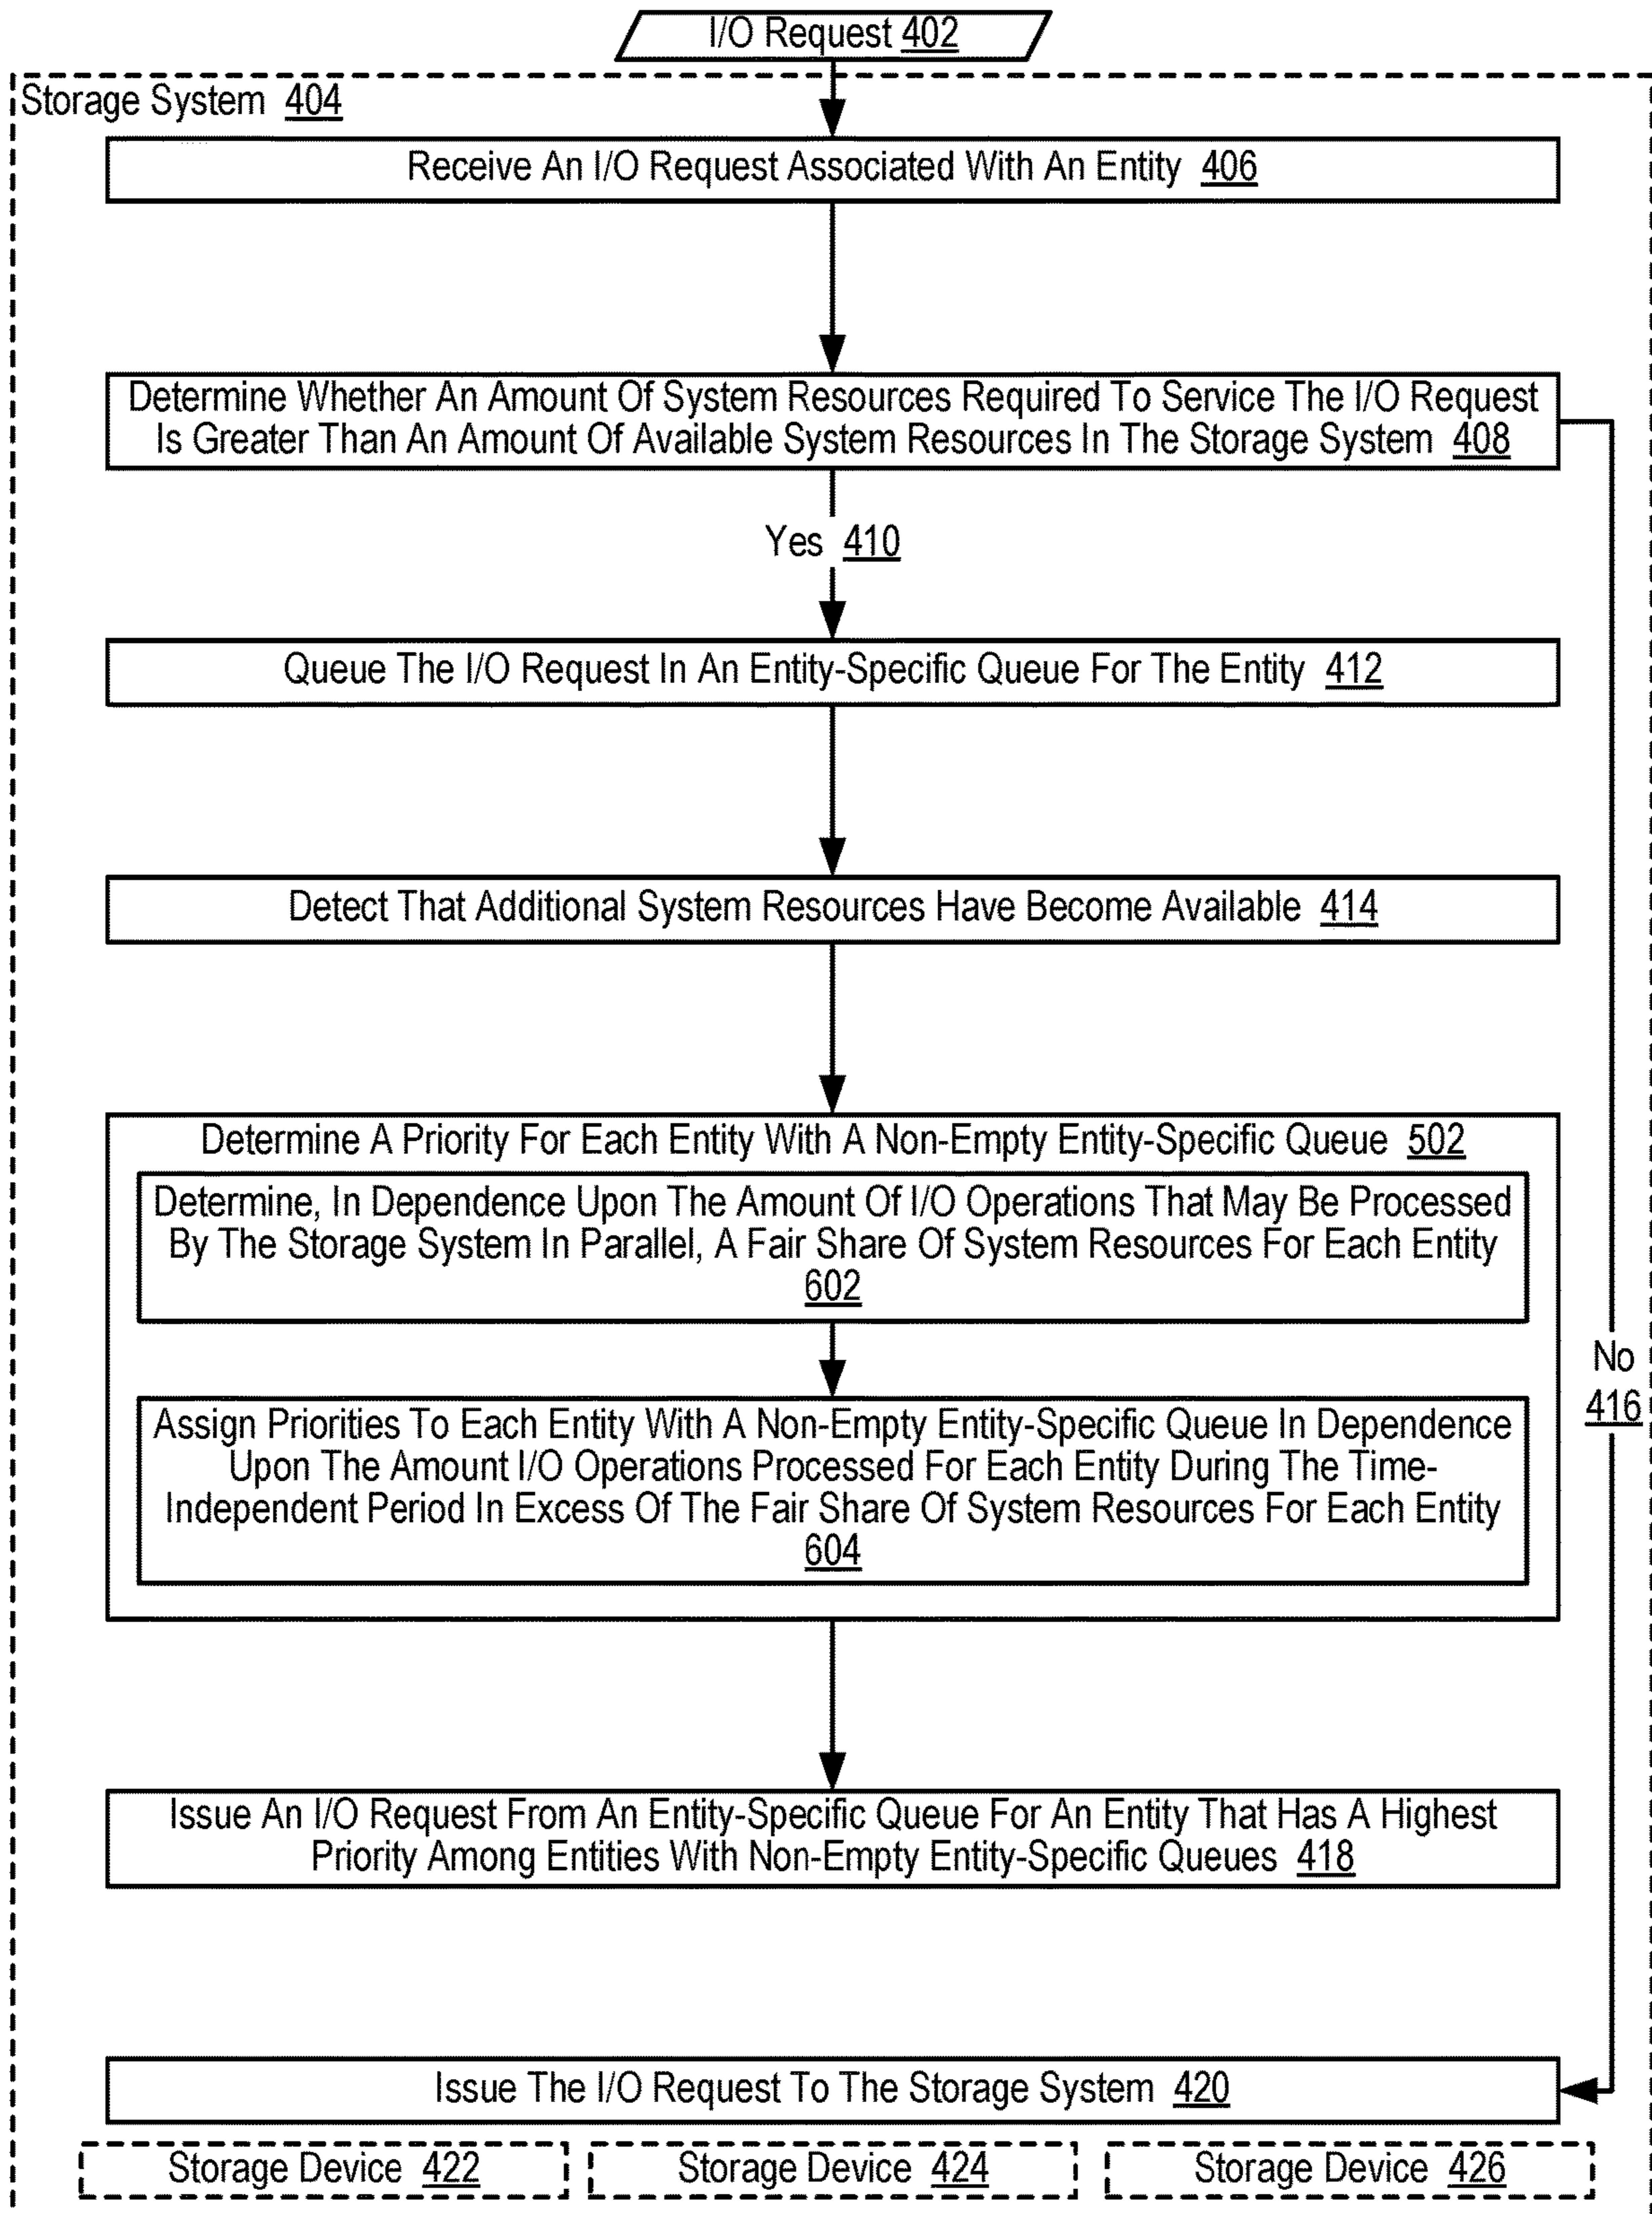 I/O Request 402
Storage System 404
Receive An I/O Request Associated With An Entity 406
Determine Whether An Amount Of System Resources Required To Service The I/O Request
Is Greater Than An Amount Of Available System Resources In The Storage System 408
Yes 410
Queue The I/O Request In An Entity-Specific Queue For The Entity 412
Detect That Additional System Resources Have Become Available 414
Determine A Priority For Each Entity With A Non-Empty Entity-Specific Queue 502
Determine, In Dependence Upon The Amount Of I/O Operations That May Be Processed
By The Storage System In Parallel, A Fair Share Of System Resources For Each Entity
602
No
416
Assign Priorities To Each Entity With A Non-Empty Entity-Specific Queue In Dependence
Upon The Amount I/O Operations Processed For Each Entity During The Time-
Independent Period In Excess Of The Fair Share Of System Resources For Each Entity
604
Issue An I/O Request From An Entity-Specific Queue For An Entity That Has A Highest
Priority Among Entities With Non-Empty Entity-Specific Queues 418
Issue The I/O Request To The Storage System 420
Storage Device 422
Storage Device 424
Storage Device 426